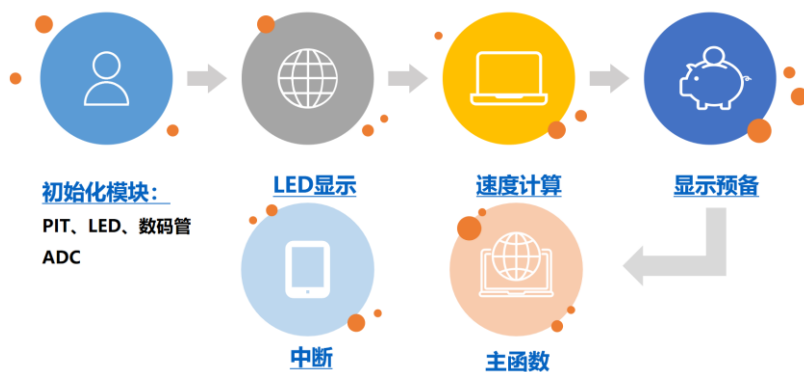 初始化模块：
PIT、LED、数码管
ADC
LED显示
速度计算
显示预备
中断
主函数